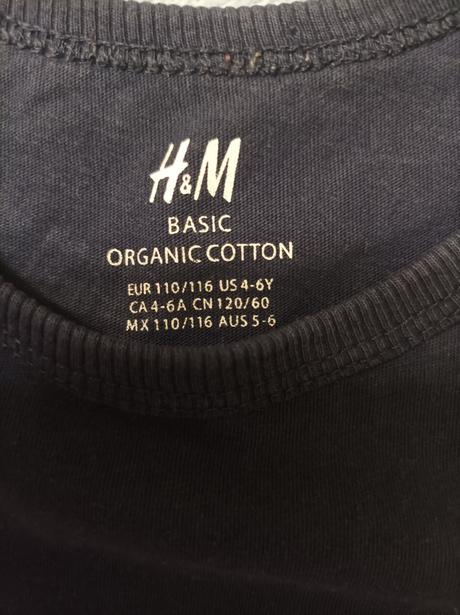 H&M
BASIC
ORGANIC COTTON
EUR 110/116 US 4-6Y
CA 4-6 A CN 120/60
MX 110/116 AUS 5-6